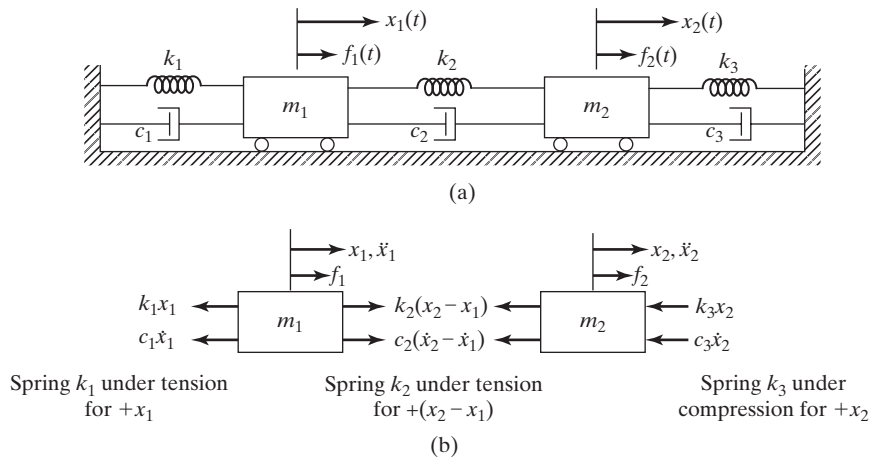 x₁(t)
x₂(t)
f₁(t)
f₂(t)
k₁
k₂
k₃
m₁
m₂
c₁
c₂
c₃
(a)
x₁, ẍ₁
x₂, ẍ₂
f₁
f₂
k₁x₁
k₂(x₂ − x₁)
k₃x₂
m₁
m₂
c₁ẋ₁
c₂(ẋ₂ − ẋ₁)
c₃ẋ₂
Spring k₁ under tension
for +x₁
Spring k₂ under tension
for +(x₂ − x₁)
Spring k₃ under
compression for +x₂
(b)